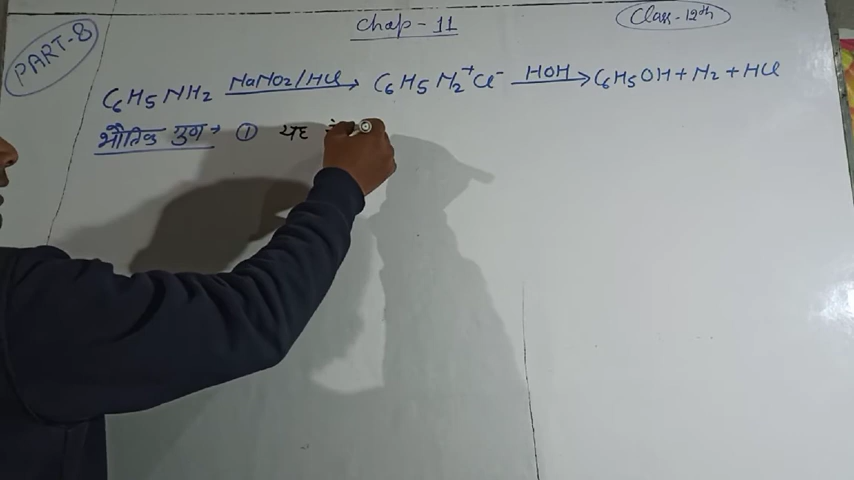 PART-8
Chap - 11
Class-12th
C6H5NH2 NaNO2/HCl → C6H5N2+Cl- HOH → C6H5OH + N2 + HCl
भौतिक गुण → ① यह